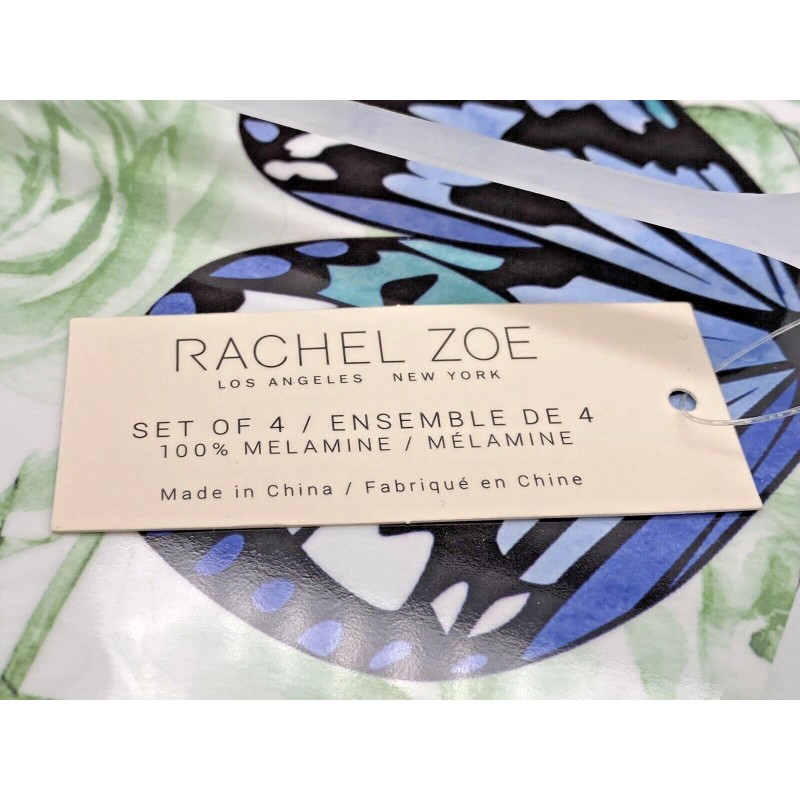 RACHEL ZOE
LOS ANGELES NEW YORK
SET OF 4 / ENSEMBLE DE 4
100% MELAMINE / MÉLAMINE
Made in China / Fabriqué en Chine